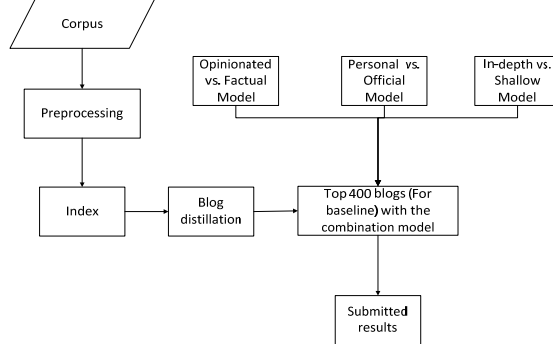 Corpus
Opinionated
vs. Factual
Model
Personal vs.
Official
Model
In-depth vs.
Shallow
Model
Preprocessing
Index
Blog
distillation
Top 400 blogs (For
baseline) with the
combination model
Submitted
results